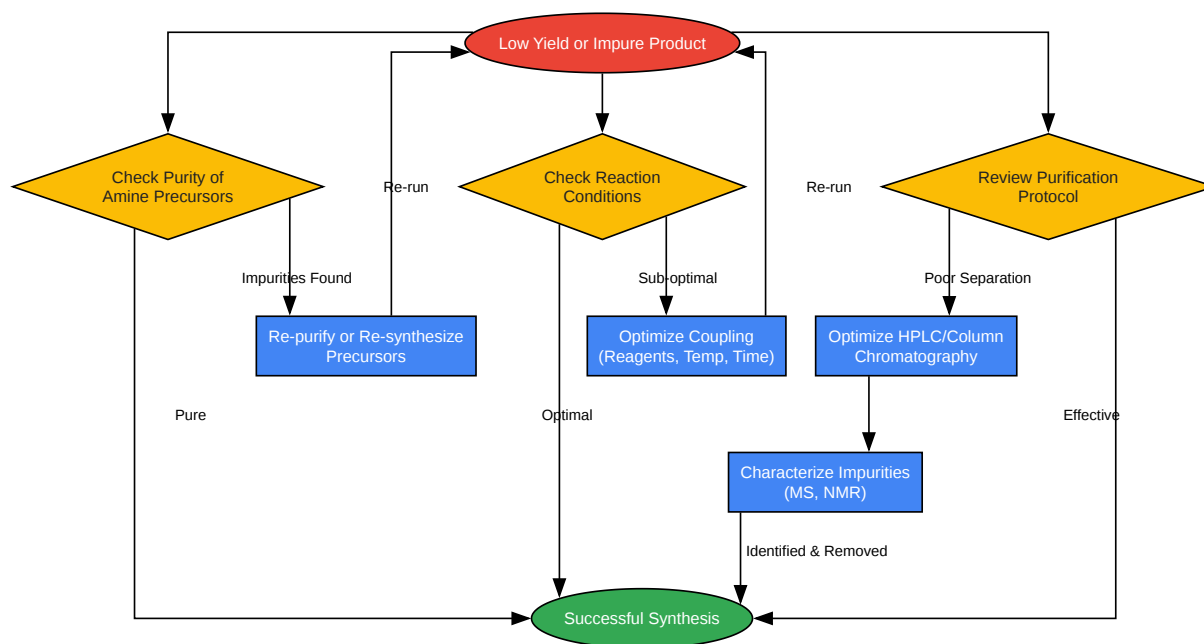 Low Yield or Impure Product
Check Purity of
Amine Precursors
Re-run
Check Reaction
Conditions
Re-run
Review Purification
Protocol
Impurities Found
Sub-optimal
Poor Separation
Re-purify or Re-synthesize
Precursors
Optimize Coupling
(Reagents, Temp, Time)
Optimize HPLC/Column
Chromatography
Pure
Optimal
Effective
Characterize Impurities
(MS, NMR)
Identified & Removed
Successful Synthesis